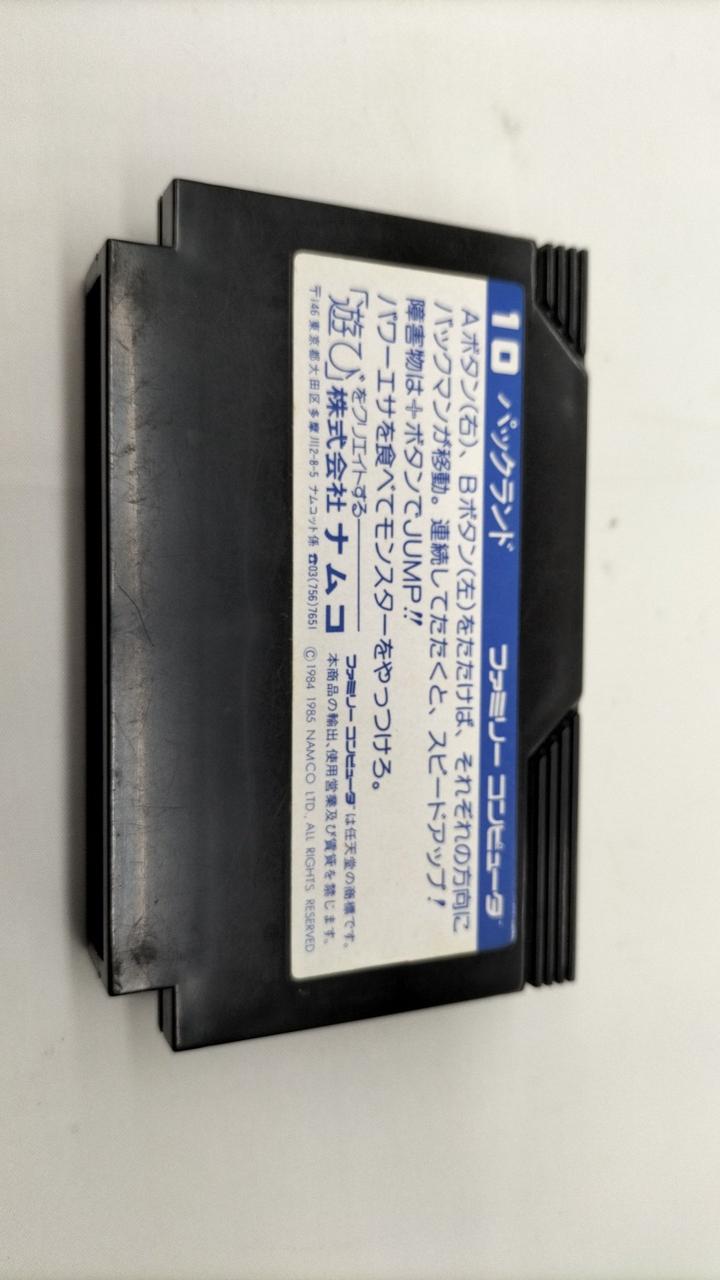 10 パックランド ファミリー コンピュータ
Aボタン(右)、Bボタン(左)をたたけば、それぞれの方向に
パックマンが移動。連続してたたくと、スピードアップ!
障害物は+ボタンでJUMP!!
パワーエサを食べてモンスターをやっつけろ。
「遊び」をクリエイトする
株式会社 ナムコ
〒146 東京都大田区多摩川2-8-5 ナムコット係 ☎03(756)7651
ファミリー コンピュータ は任天堂の商標です。
本商品の輸出、使用営業及び賃貸を禁じます。
©1984 1985 NAMCO LTD., ALL RIGHTS RESERVED